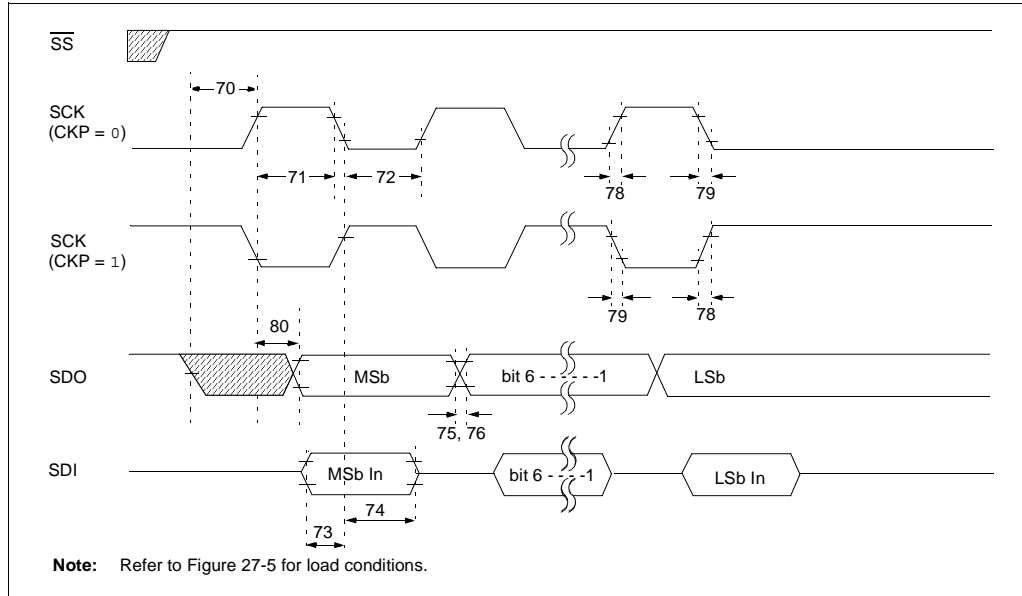 SS
70
SCK
(CKP = 0)
71
72
78
79
SCK
(CKP = 1)
79
78
80
SDO
MSb
bit 6 - - - - - -1
LSb
75, 76
SDI
MSb In
bit 6 - - - -1
LSb In
74
73
Note: Refer to Figure 27-5 for load conditions.